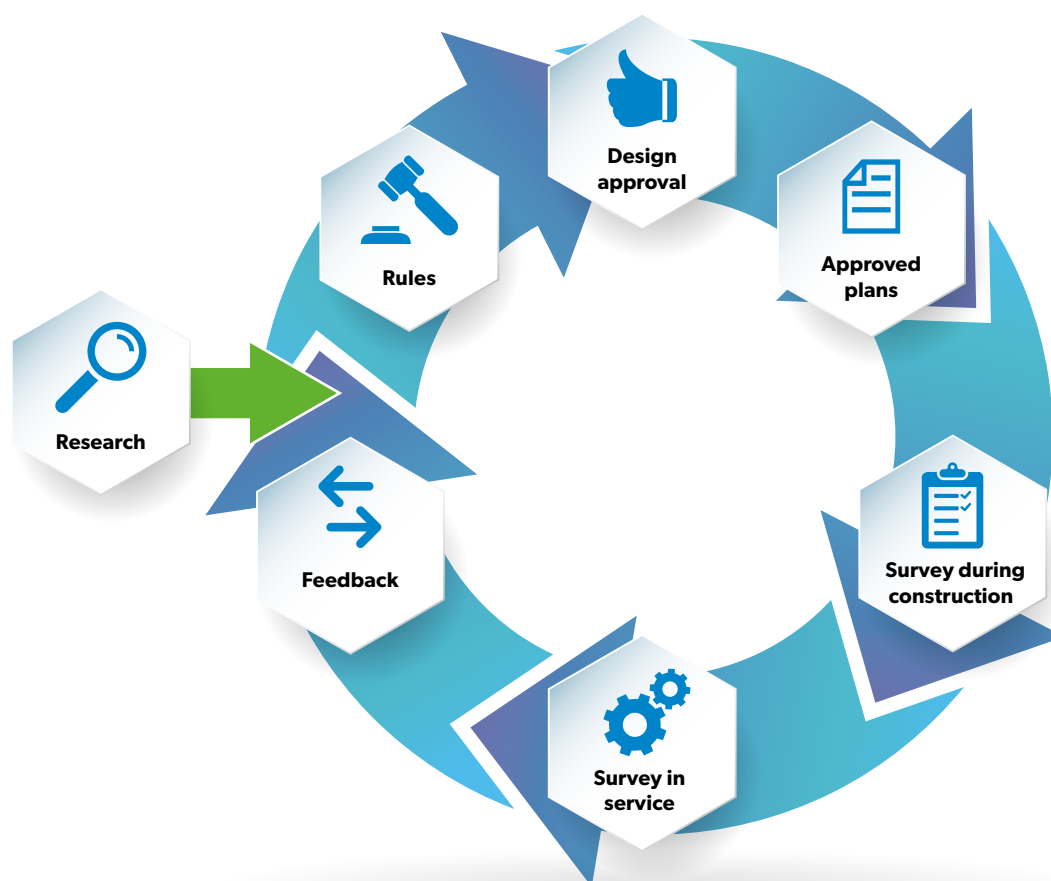 Design
approval
Approved
plans
Rules
Research
Survey during
construction
Feedback
Survey in
service